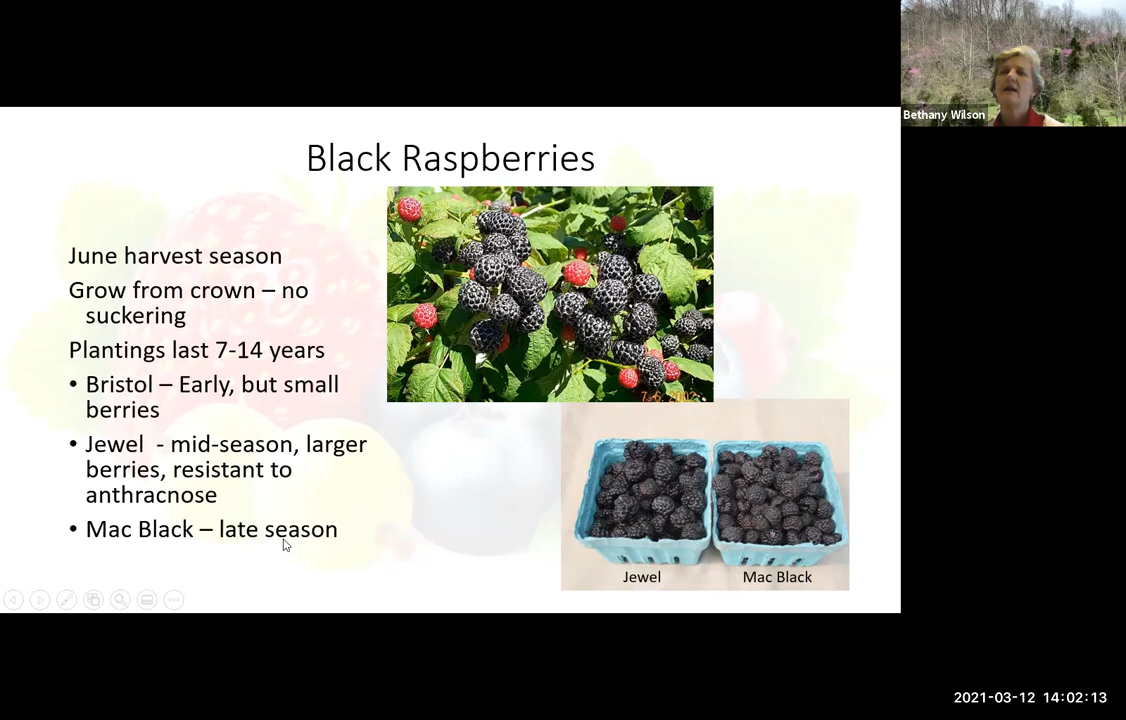 Bethany Wilson
Black Raspberries
June harvest season
Grow from crown – no
suckering
Plantings last 7-14 years
• Bristol – Early, but small
berries
• Jewel - mid-season, larger
berries, resistant to
anthracnose
• Mac Black – late season
Jewel
Mac Black
2021-03-12 14:02:13